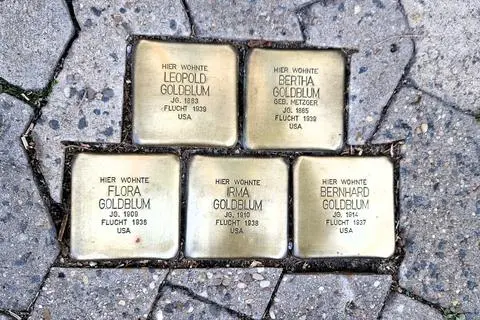 HIER WOHNTE
LEOPOLD
GOLDBLUM
JG. 1883
FLUCHT 1939
USA
HIER WOHNTE
BERTHA
GOLDBLUM
GEB. METZGER
JG. 1885
FLUCHT 1939
USA
HIER WOHNTE
FLORA
GOLDBLUM
JG. 1909
FLUCHT 1936
USA
HIER WOHNTE
IRMA
GOLDBLUM
JG. 1910
FLUCHT 1938
USA
HIER WOHNTE
BERNHARD
GOLDBLUM
JG. 1914
FLUCHT 1937
USA